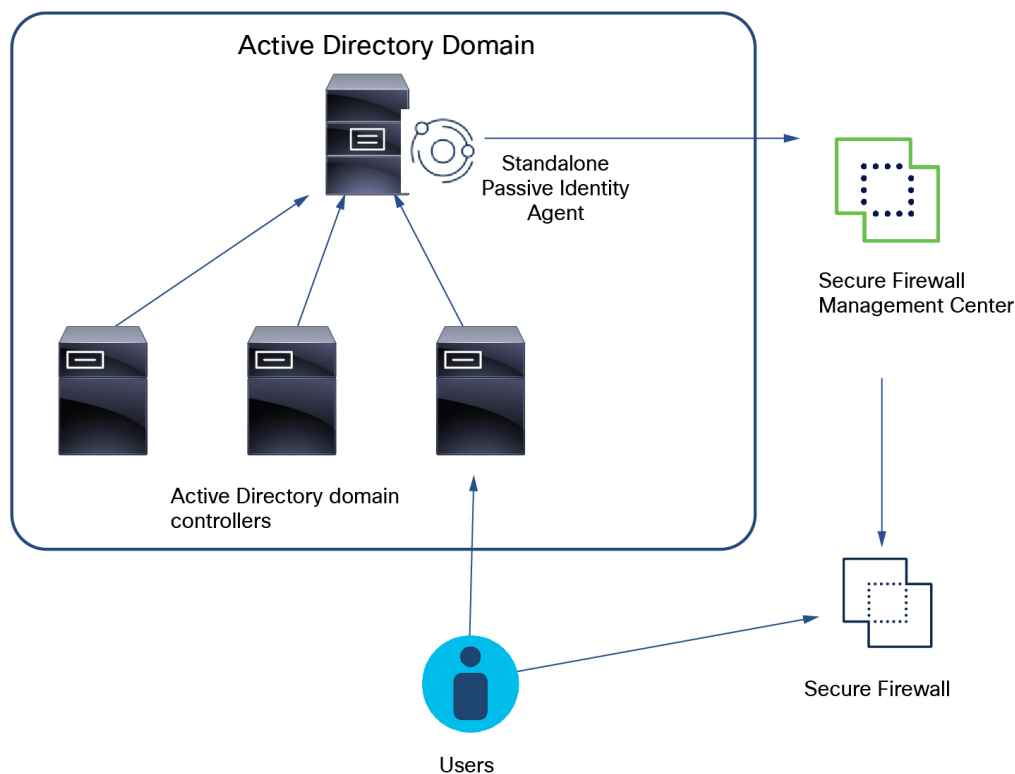 Active Directory Domain
Standalone
Passive Identity
Agent
Secure Firewall
Management Center
Active Directory domain
controllers
Secure Firewall
Users